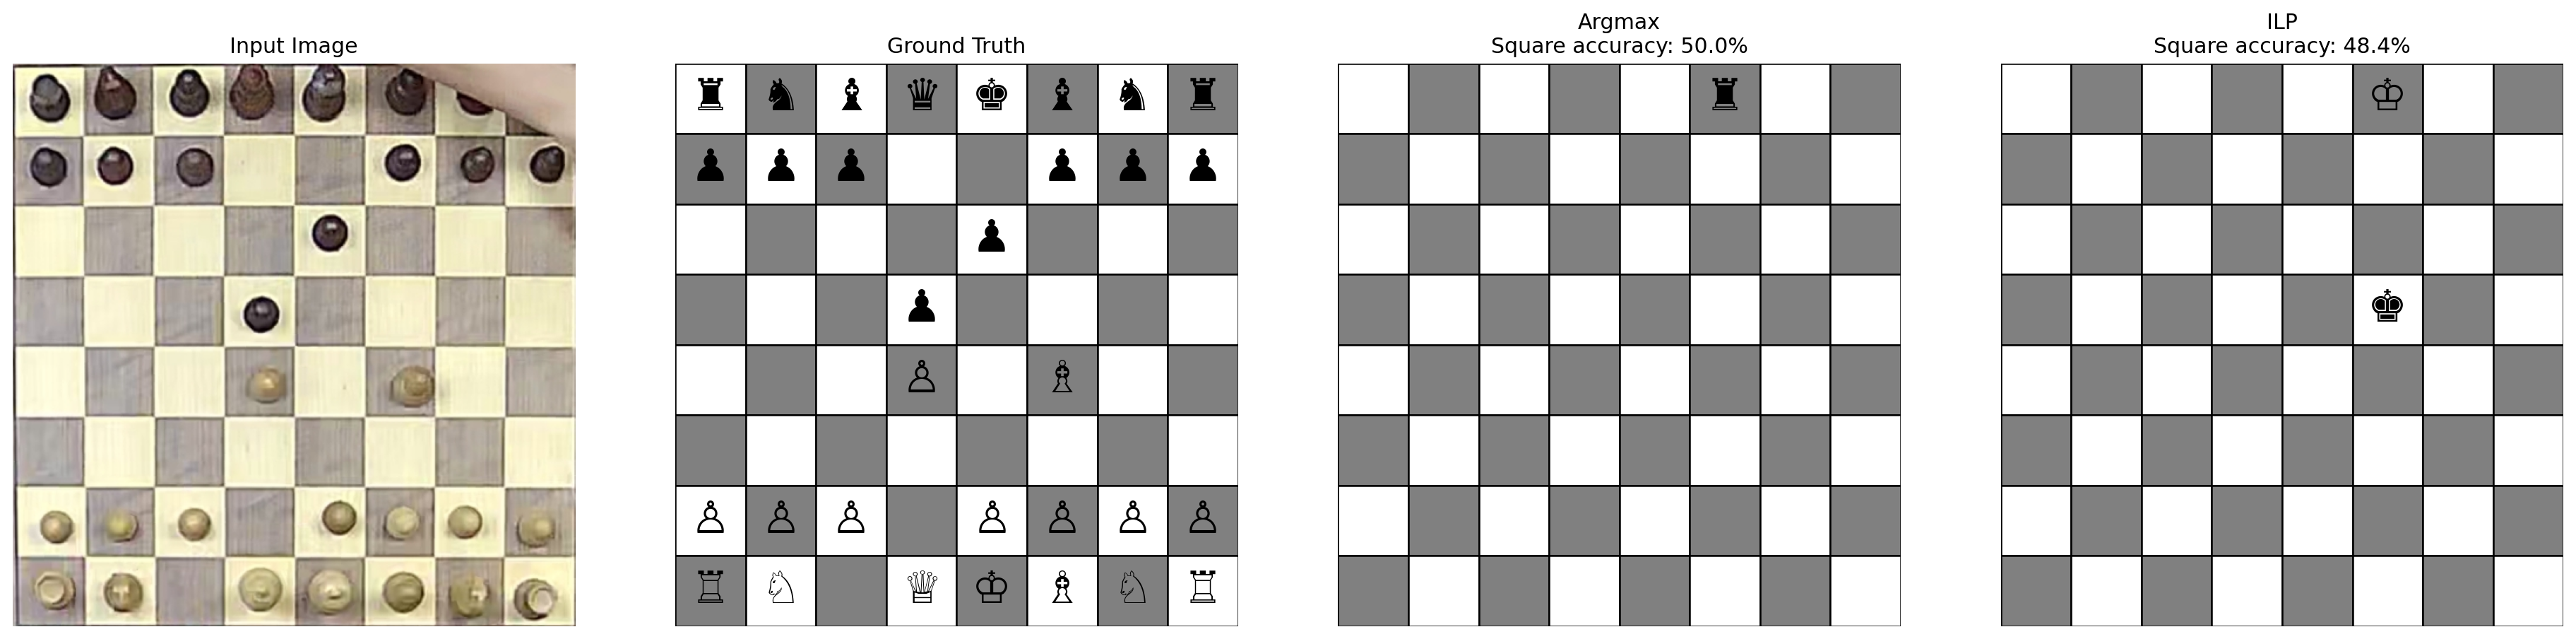 Input Image
Ground Truth
Argmax
Square accuracy: 50.0%
ILP
Square accuracy: 48.4%